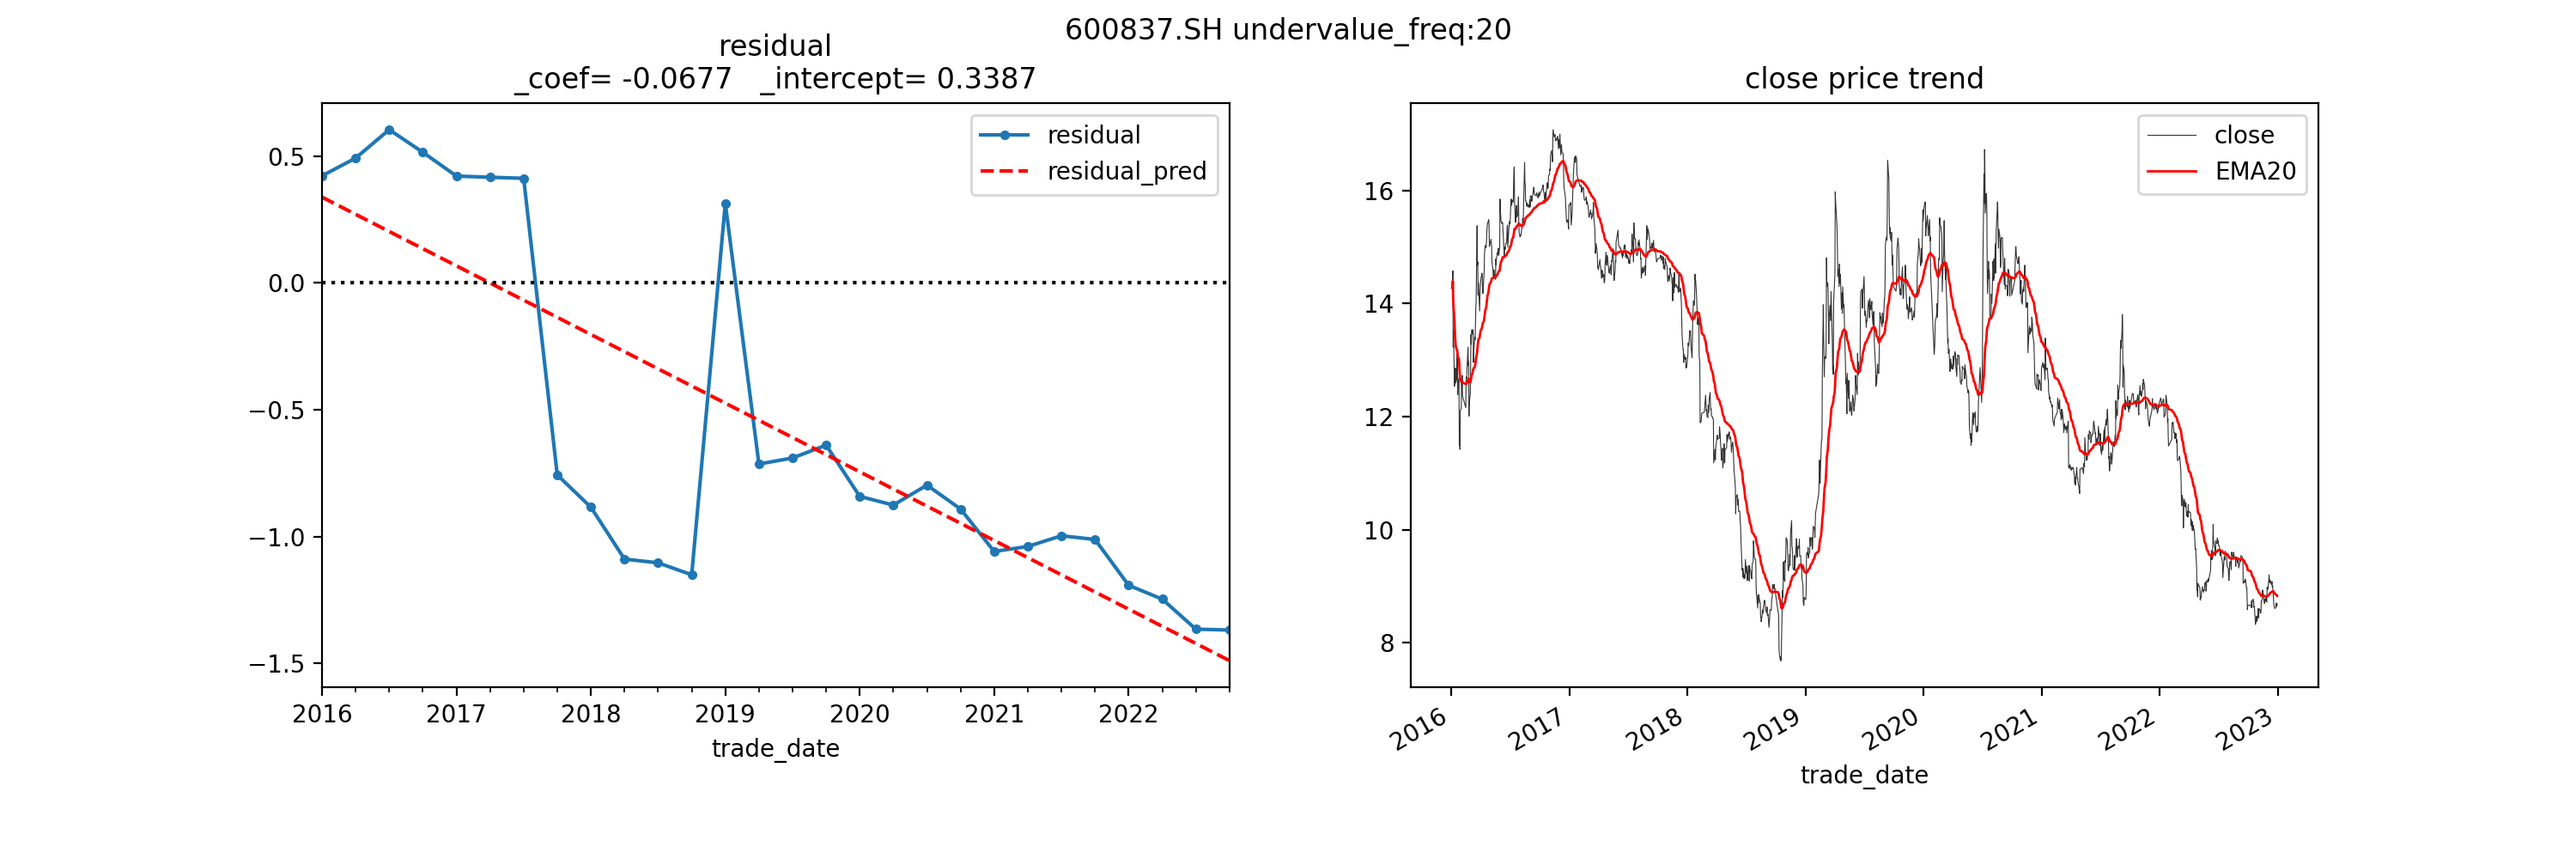 600837.SH undervalue_freq:20
residual
_coef= -0.0677   _intercept= 0.3387
residual
residual_pred
0.5
0.0
−0.5
−1.0
−1.5
2016 2017 2018 2019 2020 2021 2022
trade_date
close price trend
close
EMA20
16
14
12
10
8
2016 2017 2018 2019 2020 2021 2022 2023
trade_date